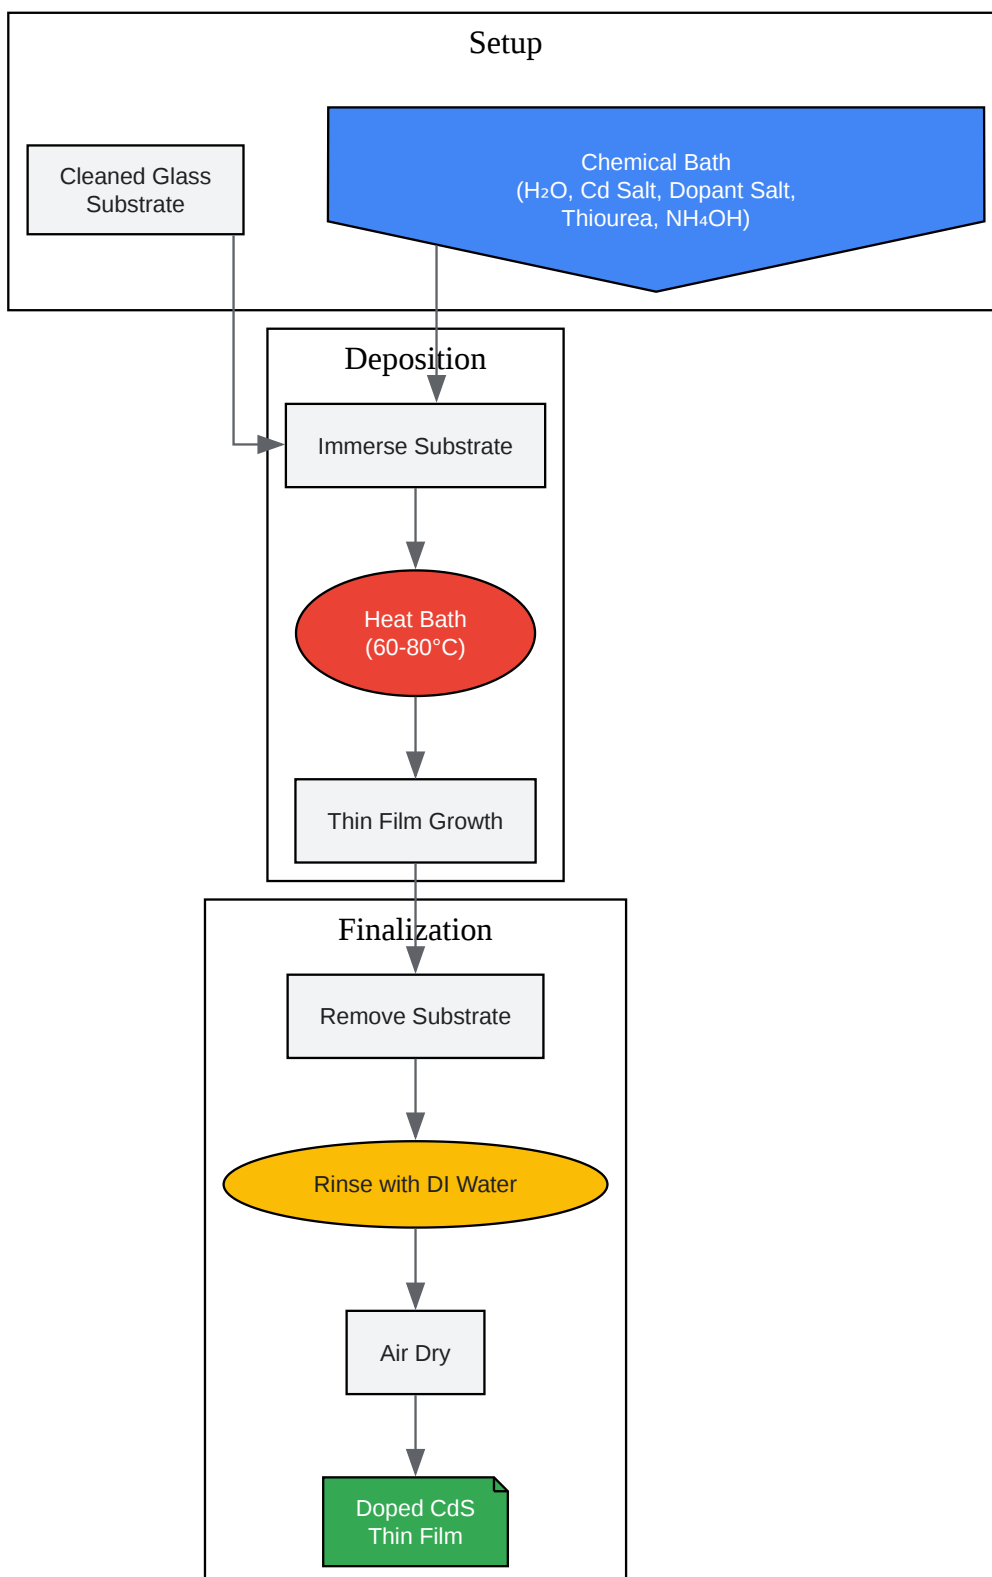 Setup
Cleaned Glass
Substrate
Chemical Bath
(H₂O, Cd Salt, Dopant Salt,
Thiourea, NH₄OH)
Deposition
Immerse Substrate
Heat Bath
(60-80°C)
Thin Film Growth
Finalization
Remove Substrate
Rinse with DI Water
Air Dry
Doped CdS
Thin Film